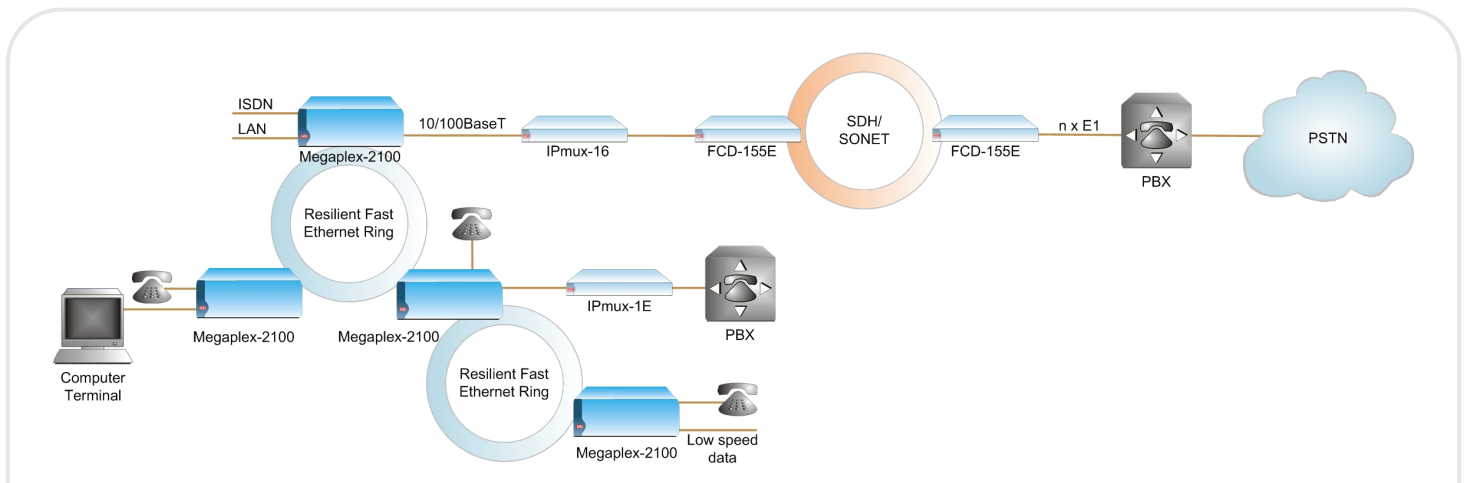 ISDN
LAN
10/100BaseT
Megaplex-2100
IPmux-16
FCD-155E
SDH/
SONET
FCD-155E
n x E1
PBX
PSTN
Resilient Fast
Ethernet Ring
Megaplex-2100
Megaplex-2100
IPmux-1E
PBX
Computer
Terminal
Resilient Fast
Ethernet Ring
Megaplex-2100
Low speed
data